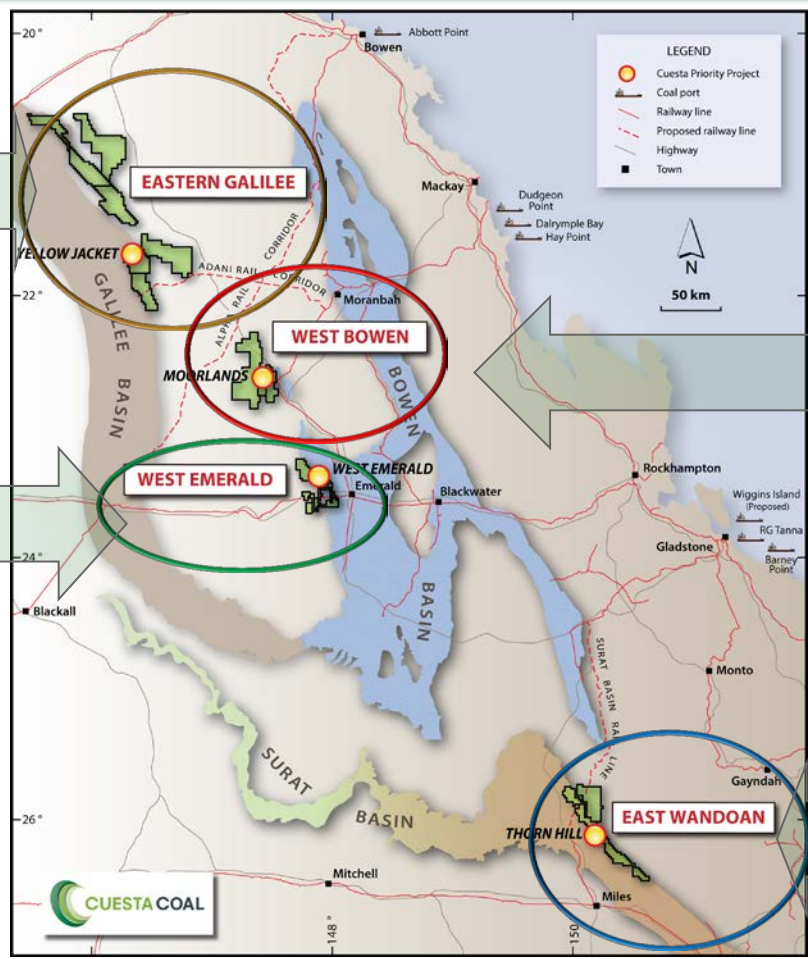 20°
Abbott Point
Bowen
LEGEND
Cuesta Priority Project
Coal port
Railway line
Proposed railway line
Highway
Town
EASTERN GALILEE
Mackay
Dudgeon
Point
Dalrymple Bay
Hay Point
N
50 km
YELLOW JACKET
ADANI RAIL CORRIDOR
ALPHA RAIL CORRIDOR
22°
Moranbah
GALILEE BASIN
WEST BOWEN
MOORLANDS
BOWEN
BASIN
WEST EMERALD
WEST EMERALD
Emerald
Blackwater
Rockhampton
Wiggins Island
(Proposed)
RG Tanna
Gladstone
Barney
Point
24°
Blackall
Monto
SURAT BASIN RAIL LINE
SURAT
BASIN
Gayndah
26°
THORN HILL
EAST WANDOAN
Mitchell
Miles
CUESTA COAL
148°
150°